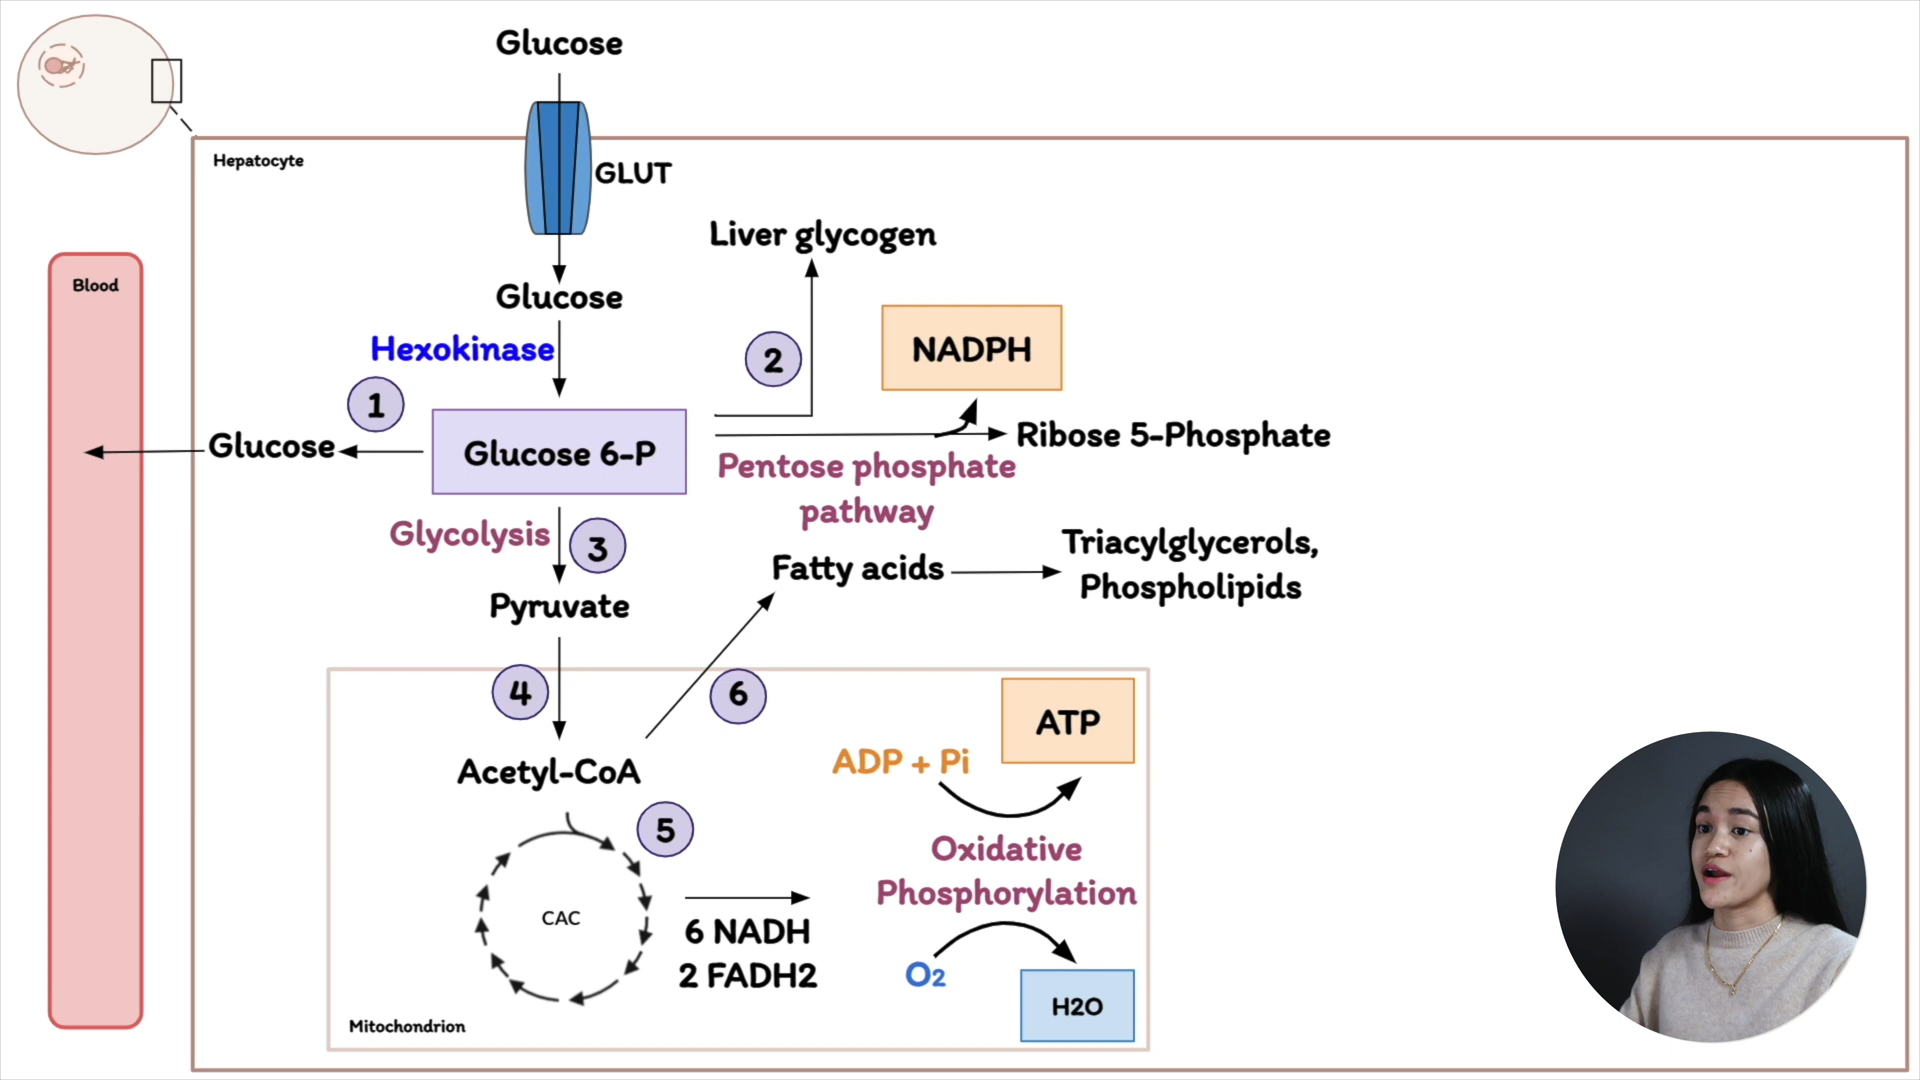 Glucose
Hepatocyte
GLUT
Liver glycogen
Blood
Glucose
Hexokinase
NADPH
2
1
Glucose
Glucose 6-P
Ribose 5-Phosphate
Pentose phosphate
pathway
Glycolysis
3
Pyruvate
Fatty acids
Triacylglycerols,
Phospholipids
4
6
ATP
Acetyl-CoA
ADP + Pi
5
Oxidative
Phosphorylation
CAC
6 NADH
2 FADH2
O2
H2O
Mitochondrion